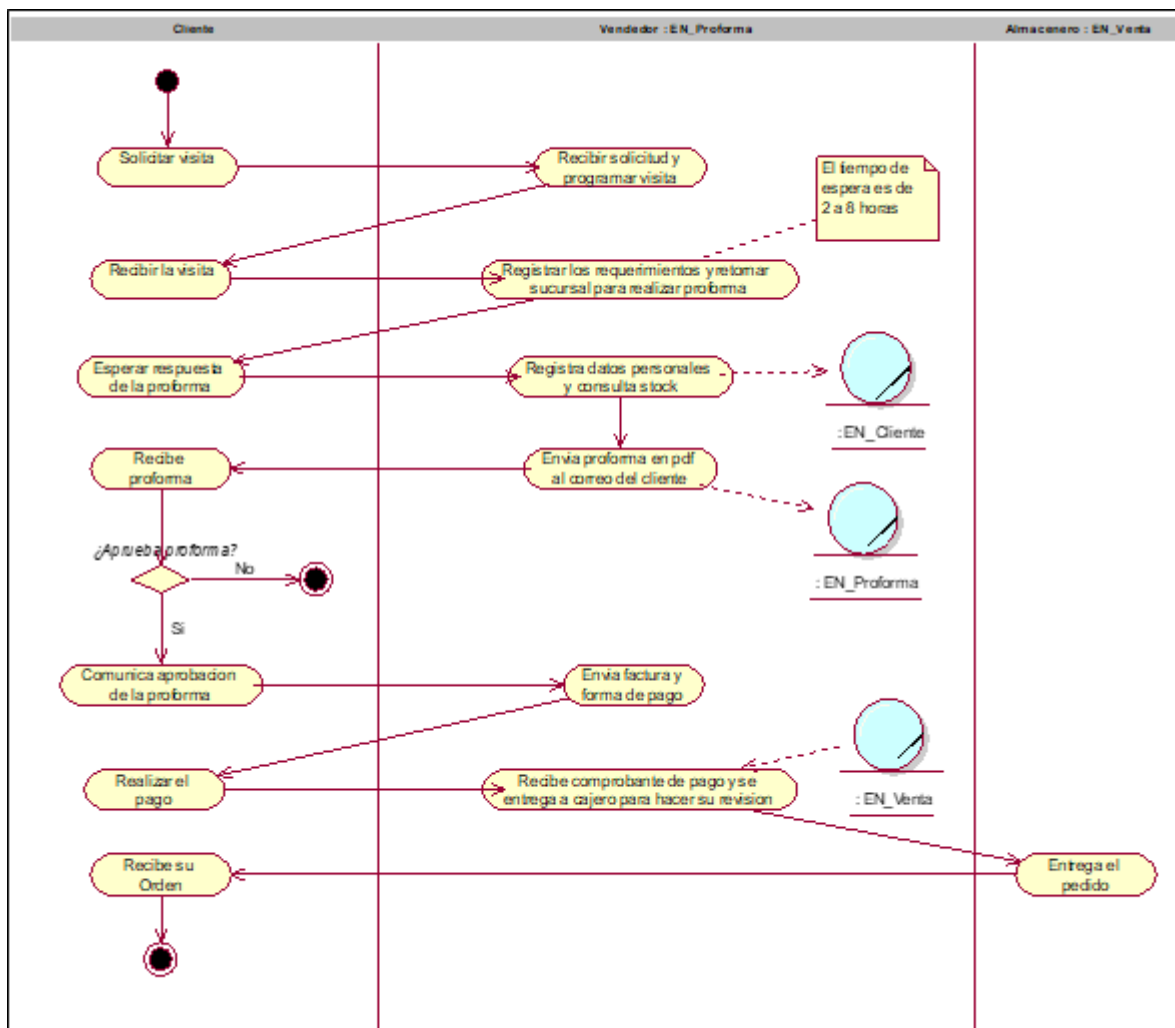 Cliente
Vendedor : EN_Proforma
Almacenero : EN_Venta
Solicitar visita
Recibir solicitud y
programar visita
El tiempo de
espera es de
2 a 8 horas
Recibir la visita
Registrar los requerimientos y retornar
sucursal para realizar proforma
Esperar respuesta
de la proforma
Registra datos personales
y consulta stock
: EN_Cliente
Recibe
proforma
Envia proforma en pdf
al correo del cliente
: EN_Proforma
¿Aprueba proforma?
No
Si
Comunica aprobacion
de la proforma
Envia factura y
forma de pago
Realizar el
pago
Recibe comprobante de pago y se
entrega a cajero para hacer su revision
: EN_Venta
Recibe su
Orden
Entrega el
pedido